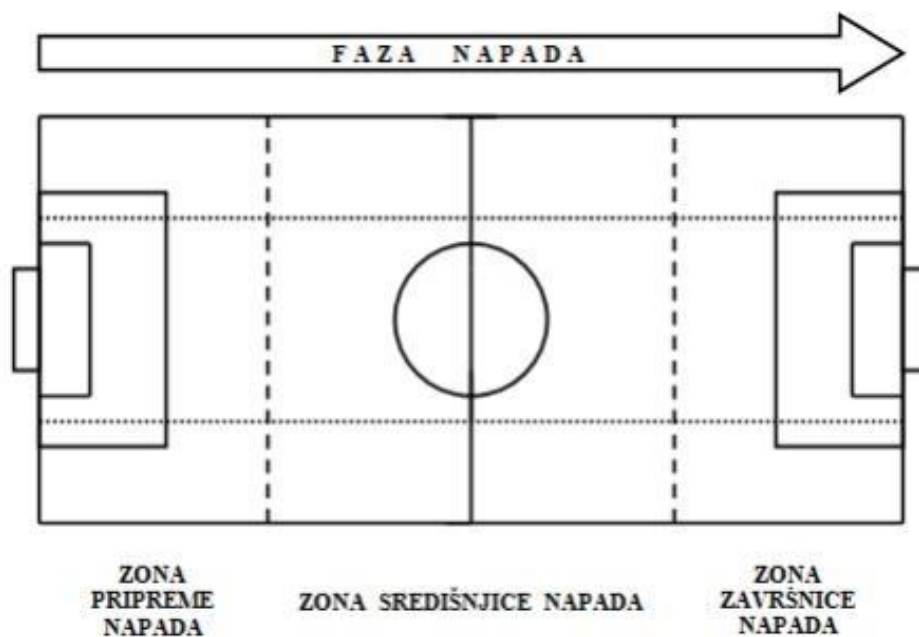 FAZA NAPADA
ZONA
PRIPREME
NAPADA
ZONA SREDIŠNJICE NAPADA
ZONA
ZAVRŠNICE
NAPADA